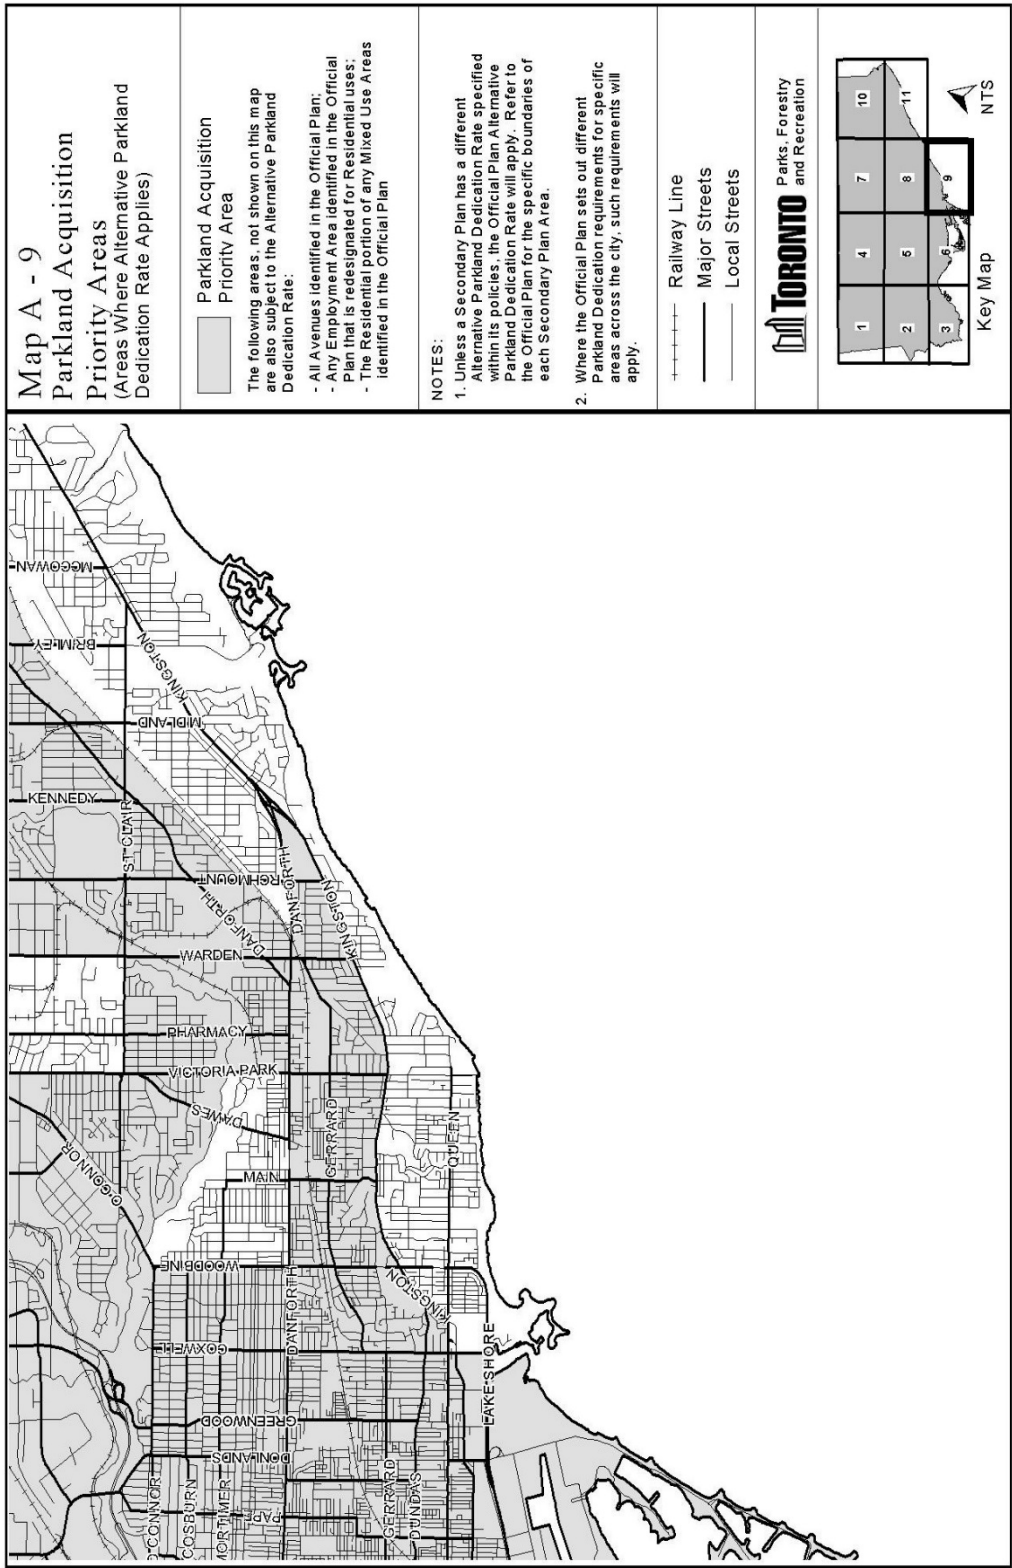 Map A - 9
Parkland Acquisition
Priority Areas
(Areas Where Alternative Parkland
Dedication Rate Applies)
Parkland Acquisition
Priority Area
The following areas, not shown on this map
are also subject to the Alternative Parkland
Dedication Rate:
- All Avenues identified in the Official Plan;
- Any Employment Area identified in the Official
Plan that is redesignated for Residential uses;
- The Residential portion of any Mixed Use Areas
identified in the Official Plan
NOTES:
1. Unless a Secondary Plan has a different
Alternative Parkland Dedication Rate specified
within its policies, the Official Plan Alternative
Parkland Dedication Rate will apply. Refer to
the Official Plan for the specific boundaries of
each Secondary Plan Area.
2. Where the Official Plan sets out different
Parkland Dedication requirements for specific
areas across the city, such requirements will
apply.
Railway Line
Major Streets
Local Streets
TORONTO
Parks, Forestry
and Recreation
1
4
7
10
2
5
8
11
3
6
9
Key Map
NTS
MCCOWAN
BRIMLEY
KINGSTON
MIDLAND
KENNEDY
ST CLAIR
BIRCHMOUNT
DANFORTH
DANFORTH
KINGSTON
WARDEN
PHARMACY
VICTORIA PARK
DAWES
O'CONNOR
GERRARD
QUEEN
MAIN
WOODBINE
KINGSTON
DANFORTH
COXWELL
LAKE SHORE
GREENWOOD
DONLANDS
O'CONNOR
COSBURN
MORTIMER
PAPE
GERRARD
DUNDAS